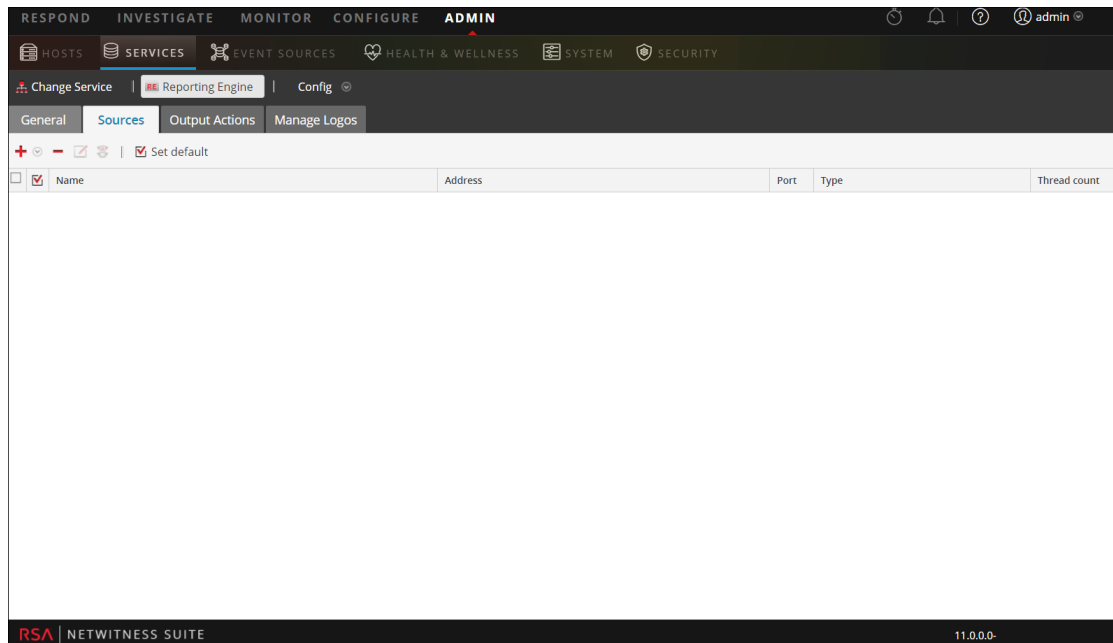 RESPOND INVESTIGATE MONITOR CONFIGURE ADMIN admin
HOSTS SERVICES EVENT SOURCES HEALTH & WELLNESS SYSTEM SECURITY
Change Service | RE Reporting Engine | Config
General Sources Output Actions Manage Logos
Set default
Name Address Port Type Thread count
RSA | NETWITNESS SUITE 11.0.0.0-